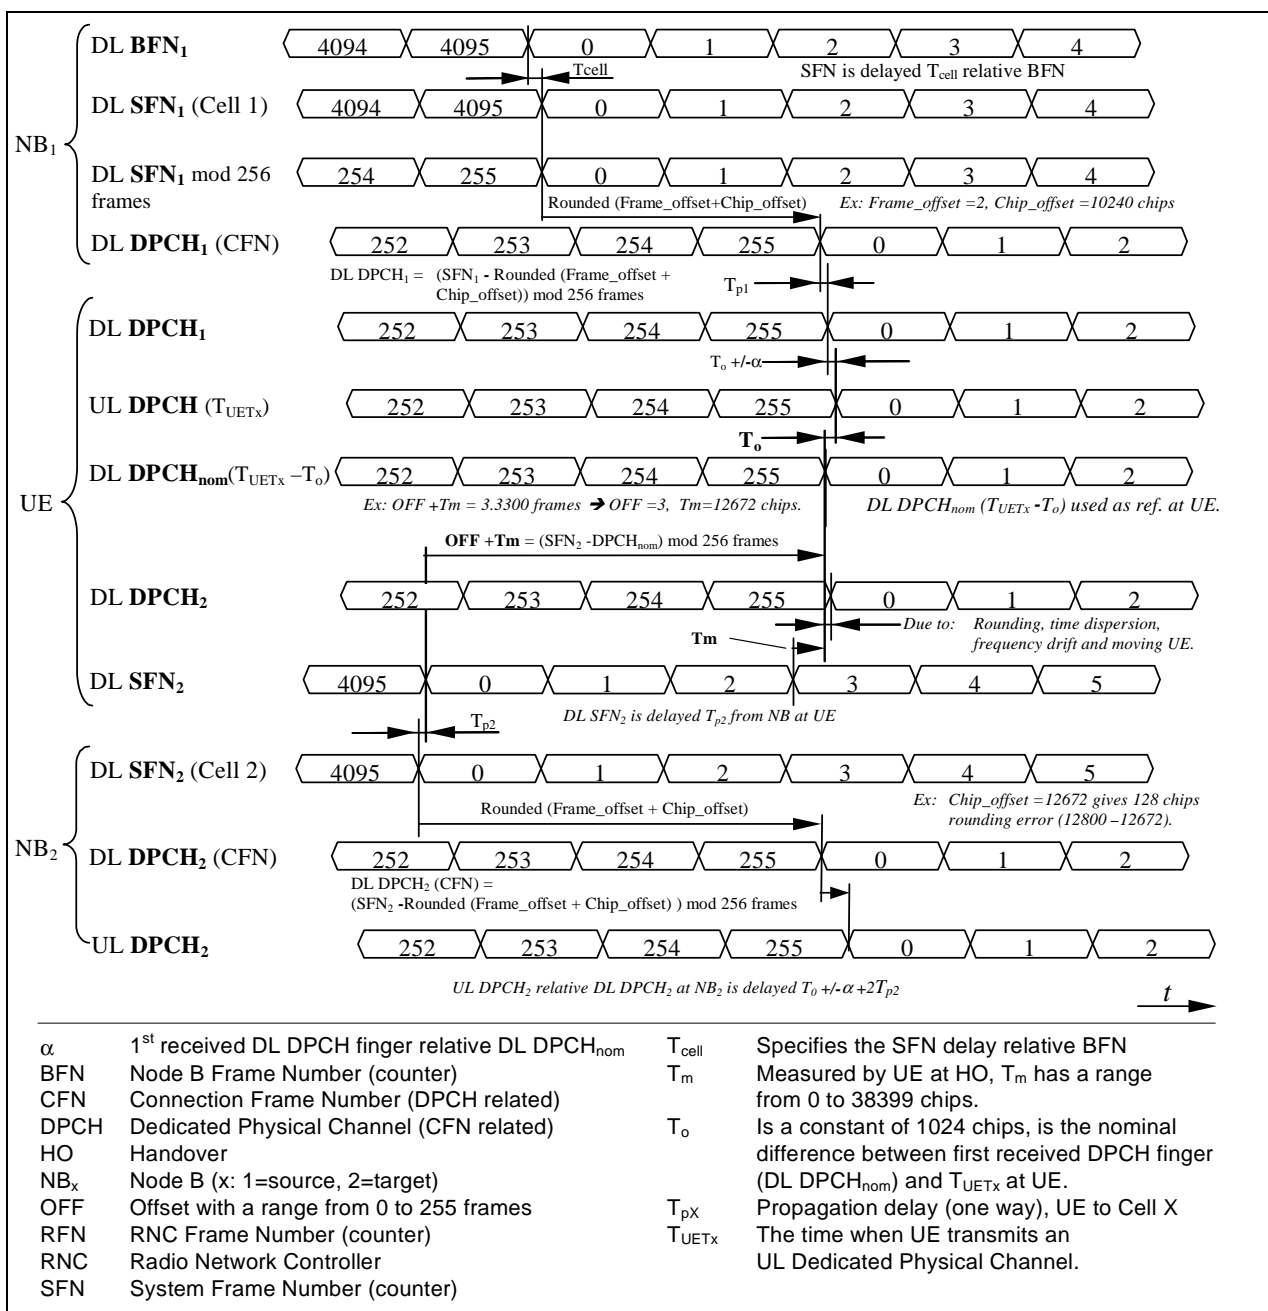 DL BFN1 4094 4095 0 1 2 3 4
Tcell SFN is delayed Tcell relative BFN
DL SFN1 (Cell 1) 4094 4095 0 1 2 3 4
NB1
DL SFN1 mod 256 frames 254 255 0 1 2 3 4
Rounded (Frame_offset+Chip_offset) Ex: Frame_offset =2, Chip_offset =10240 chips
DL DPCH1 (CFN) 252 253 254 255 0 1 2
DL DPCH1 = (SFN1 - Rounded (Frame_offset +
Chip_offset)) mod 256 frames
Tp1
DL DPCH1 252 253 254 255 0 1 2
To +/-α
UL DPCH (TUETx) 252 253 254 255 0 1 2
To
DL DPCHnom(TUETx –To) 252 253 254 255 0 1 2
UE
Ex: OFF +Tm = 3.3300 frames ➔ OFF =3, Tm=12672 chips. DL DPCHnom (TUETx -To) used as ref. at UE.
OFF +Tm = (SFN2 -DPCHnom) mod 256 frames
DL DPCH2 252 253 254 255 0 1 2
Due to: Rounding, time dispersion,
frequency drift and moving UE.
Tm
DL SFN2 4095 0 1 2 3 4 5
DL SFN2 is delayed Tp2 from NB at UE
Tp2
DL SFN2 (Cell 2) 4095 0 1 2 3 4 5
Rounded (Frame_offset + Chip_offset)
Ex: Chip_offset =12672 gives 128 chips
rounding error (12800 –12672).
NB2
DL DPCH2 (CFN) 252 253 254 255 0 1 2
DL DPCH2 (CFN) =
(SFN2 -Rounded (Frame_offset + Chip_offset) ) mod 256 frames
UL DPCH2 252 253 254 255 0 1 2
UL DPCH2 relative DL DPCH2 at NB2 is delayed T0 +/-α +2Tp2
t
α 1st received DL DPCH finger relative DL DPCHnom
BFN Node B Frame Number (counter)
CFN Connection Frame Number (DPCH related)
DPCH Dedicated Physical Channel (CFN related)
HO Handover
NBx Node B (x: 1=source, 2=target)
OFF Offset with a range from 0 to 255 frames
RFN RNC Frame Number (counter)
RNC Radio Network Controller
SFN System Frame Number (counter)
Tcell Specifies the SFN delay relative BFN
Tm Measured by UE at HO, Tm has a range
from 0 to 38399 chips.
To Is a constant of 1024 chips, is the nominal
difference between first received DPCH finger
(DL DPCHnom) and TUETx at UE.
TpX Propagation delay (one way), UE to Cell X
TUETx The time when UE transmits an
UL Dedicated Physical Channel.